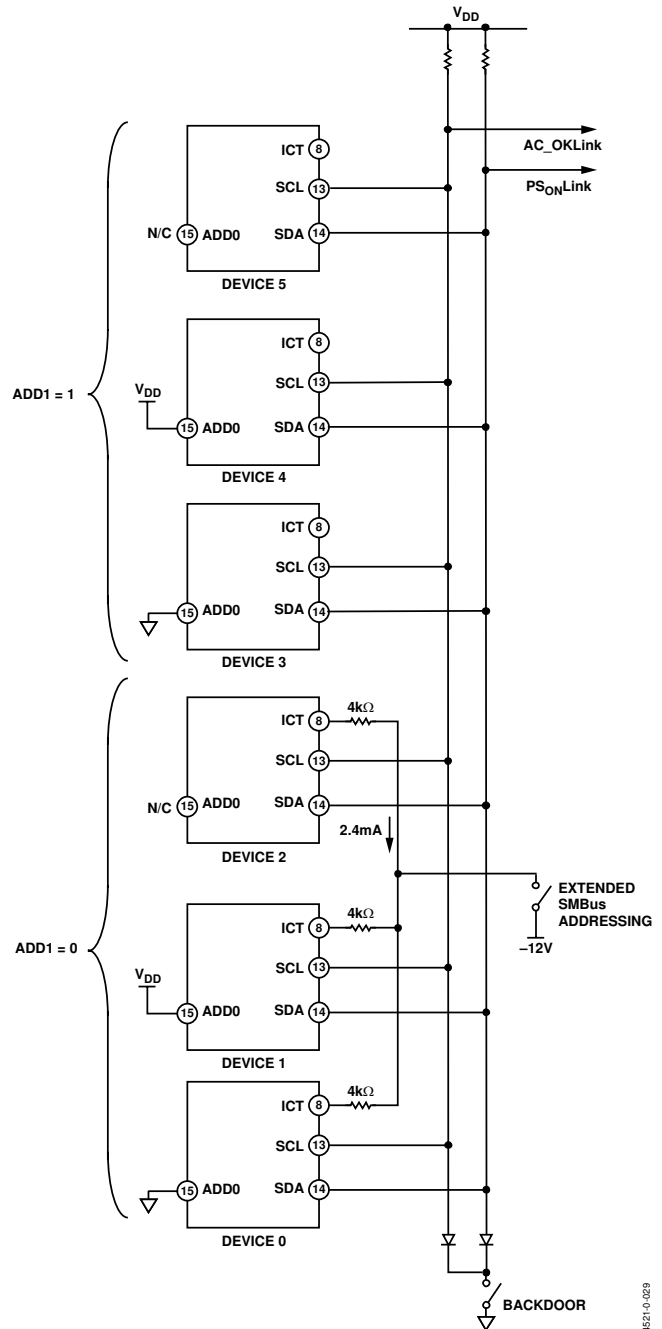 VDD
AC_OKLink
PSONLink
ADD1 = 1
ICT 8
SCL 13
N/C 15 ADD0 SDA 14
DEVICE 5
ICT 8
SCL 13
VDD
15 ADD0 SDA 14
DEVICE 4
ICT 8
SCL 13
15 ADD0 SDA 14
DEVICE 3
ADD1 = 0
ICT 8 4kΩ
SCL 13
N/C 15 ADD0 SDA 14
2.4mA
DEVICE 2
EXTENDED
SMBus
ADDRESSING
–12V
ICT 8 4kΩ
SCL 13
VDD
15 ADD0 SDA 14
DEVICE 1
ICT 8 4kΩ
SCL 13
15 ADD0 SDA 14
DEVICE 0
BACKDOOR
4521-0-029